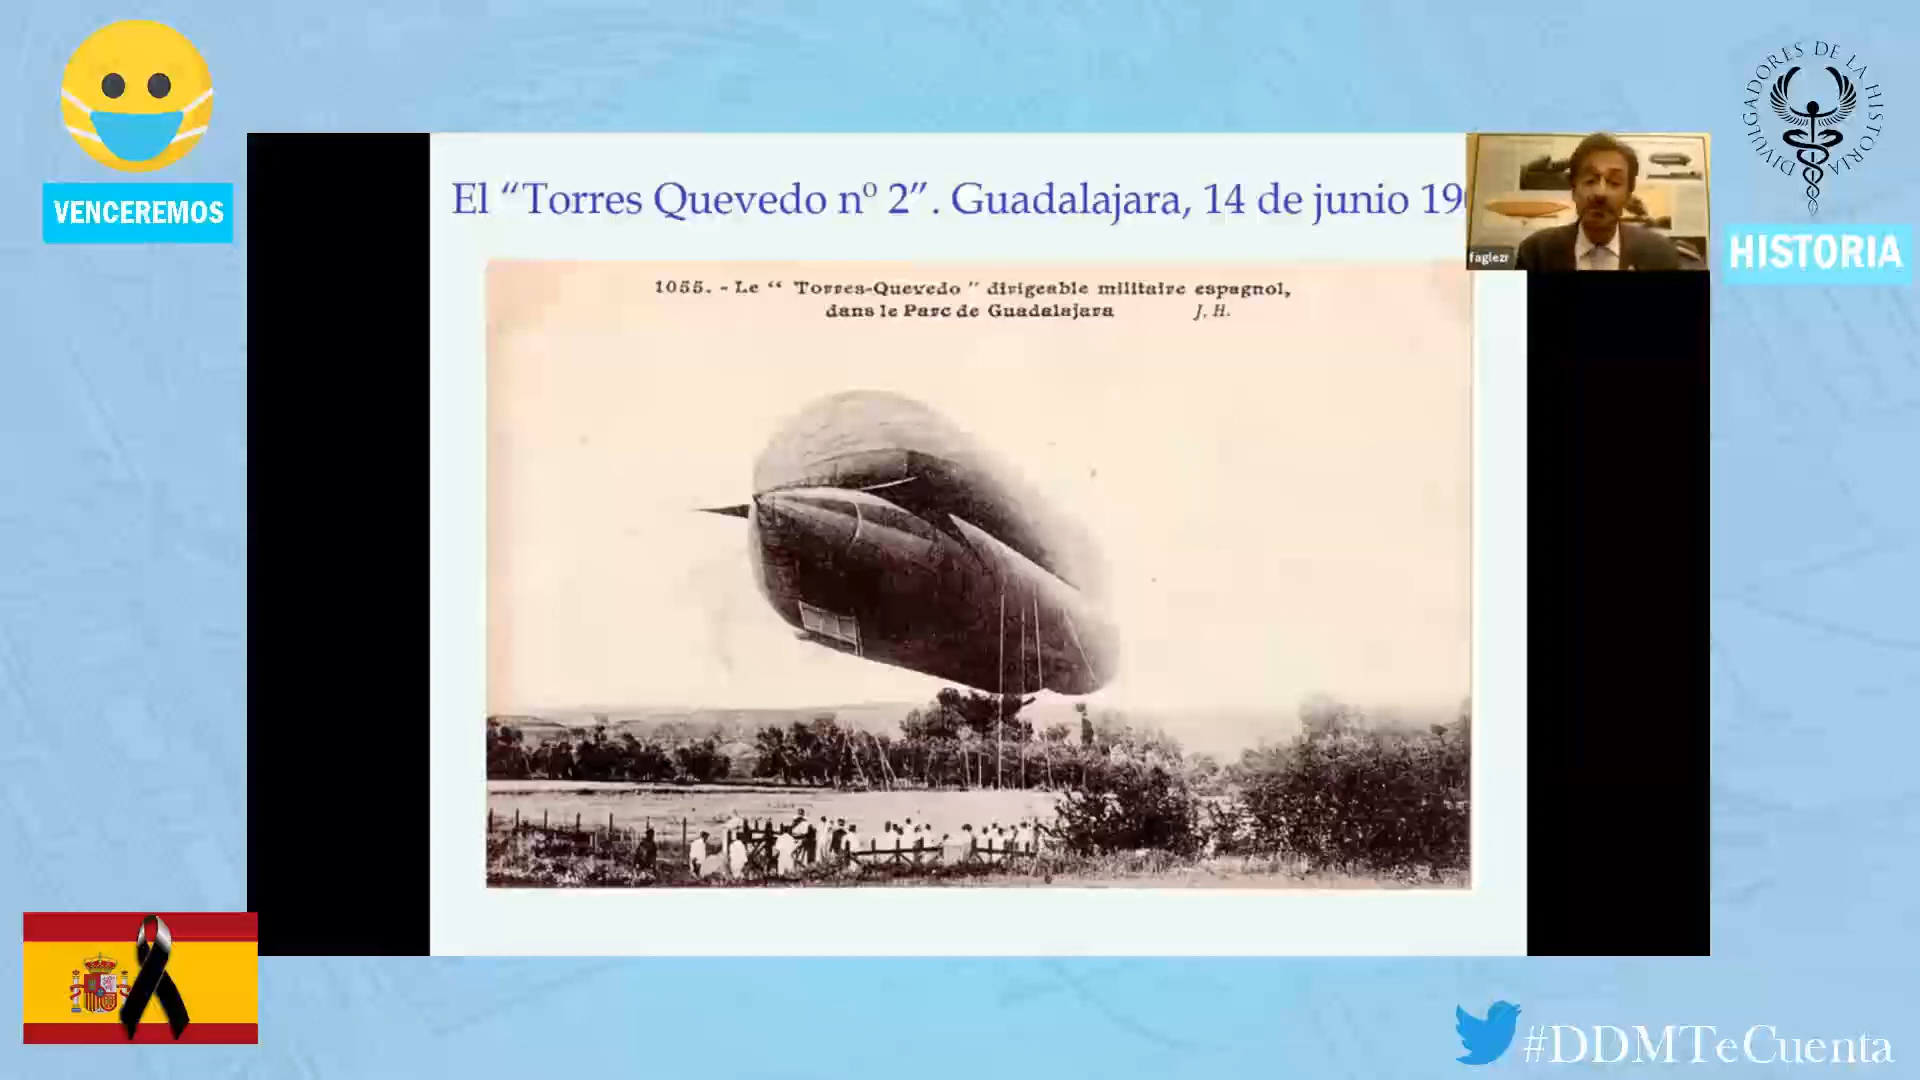 VENCEREMOS
El “Torres Quevedo nº 2”. Guadalajara, 14 de junio 19
1055. - Le “ Torres-Quevedo ” dirigeable militaire espagnol,
dans le Parc de Guadalajara J. H.
faglezr
DIVULGADORES DE LA HISTORIA
HISTORIA
#DDMTeCuenta